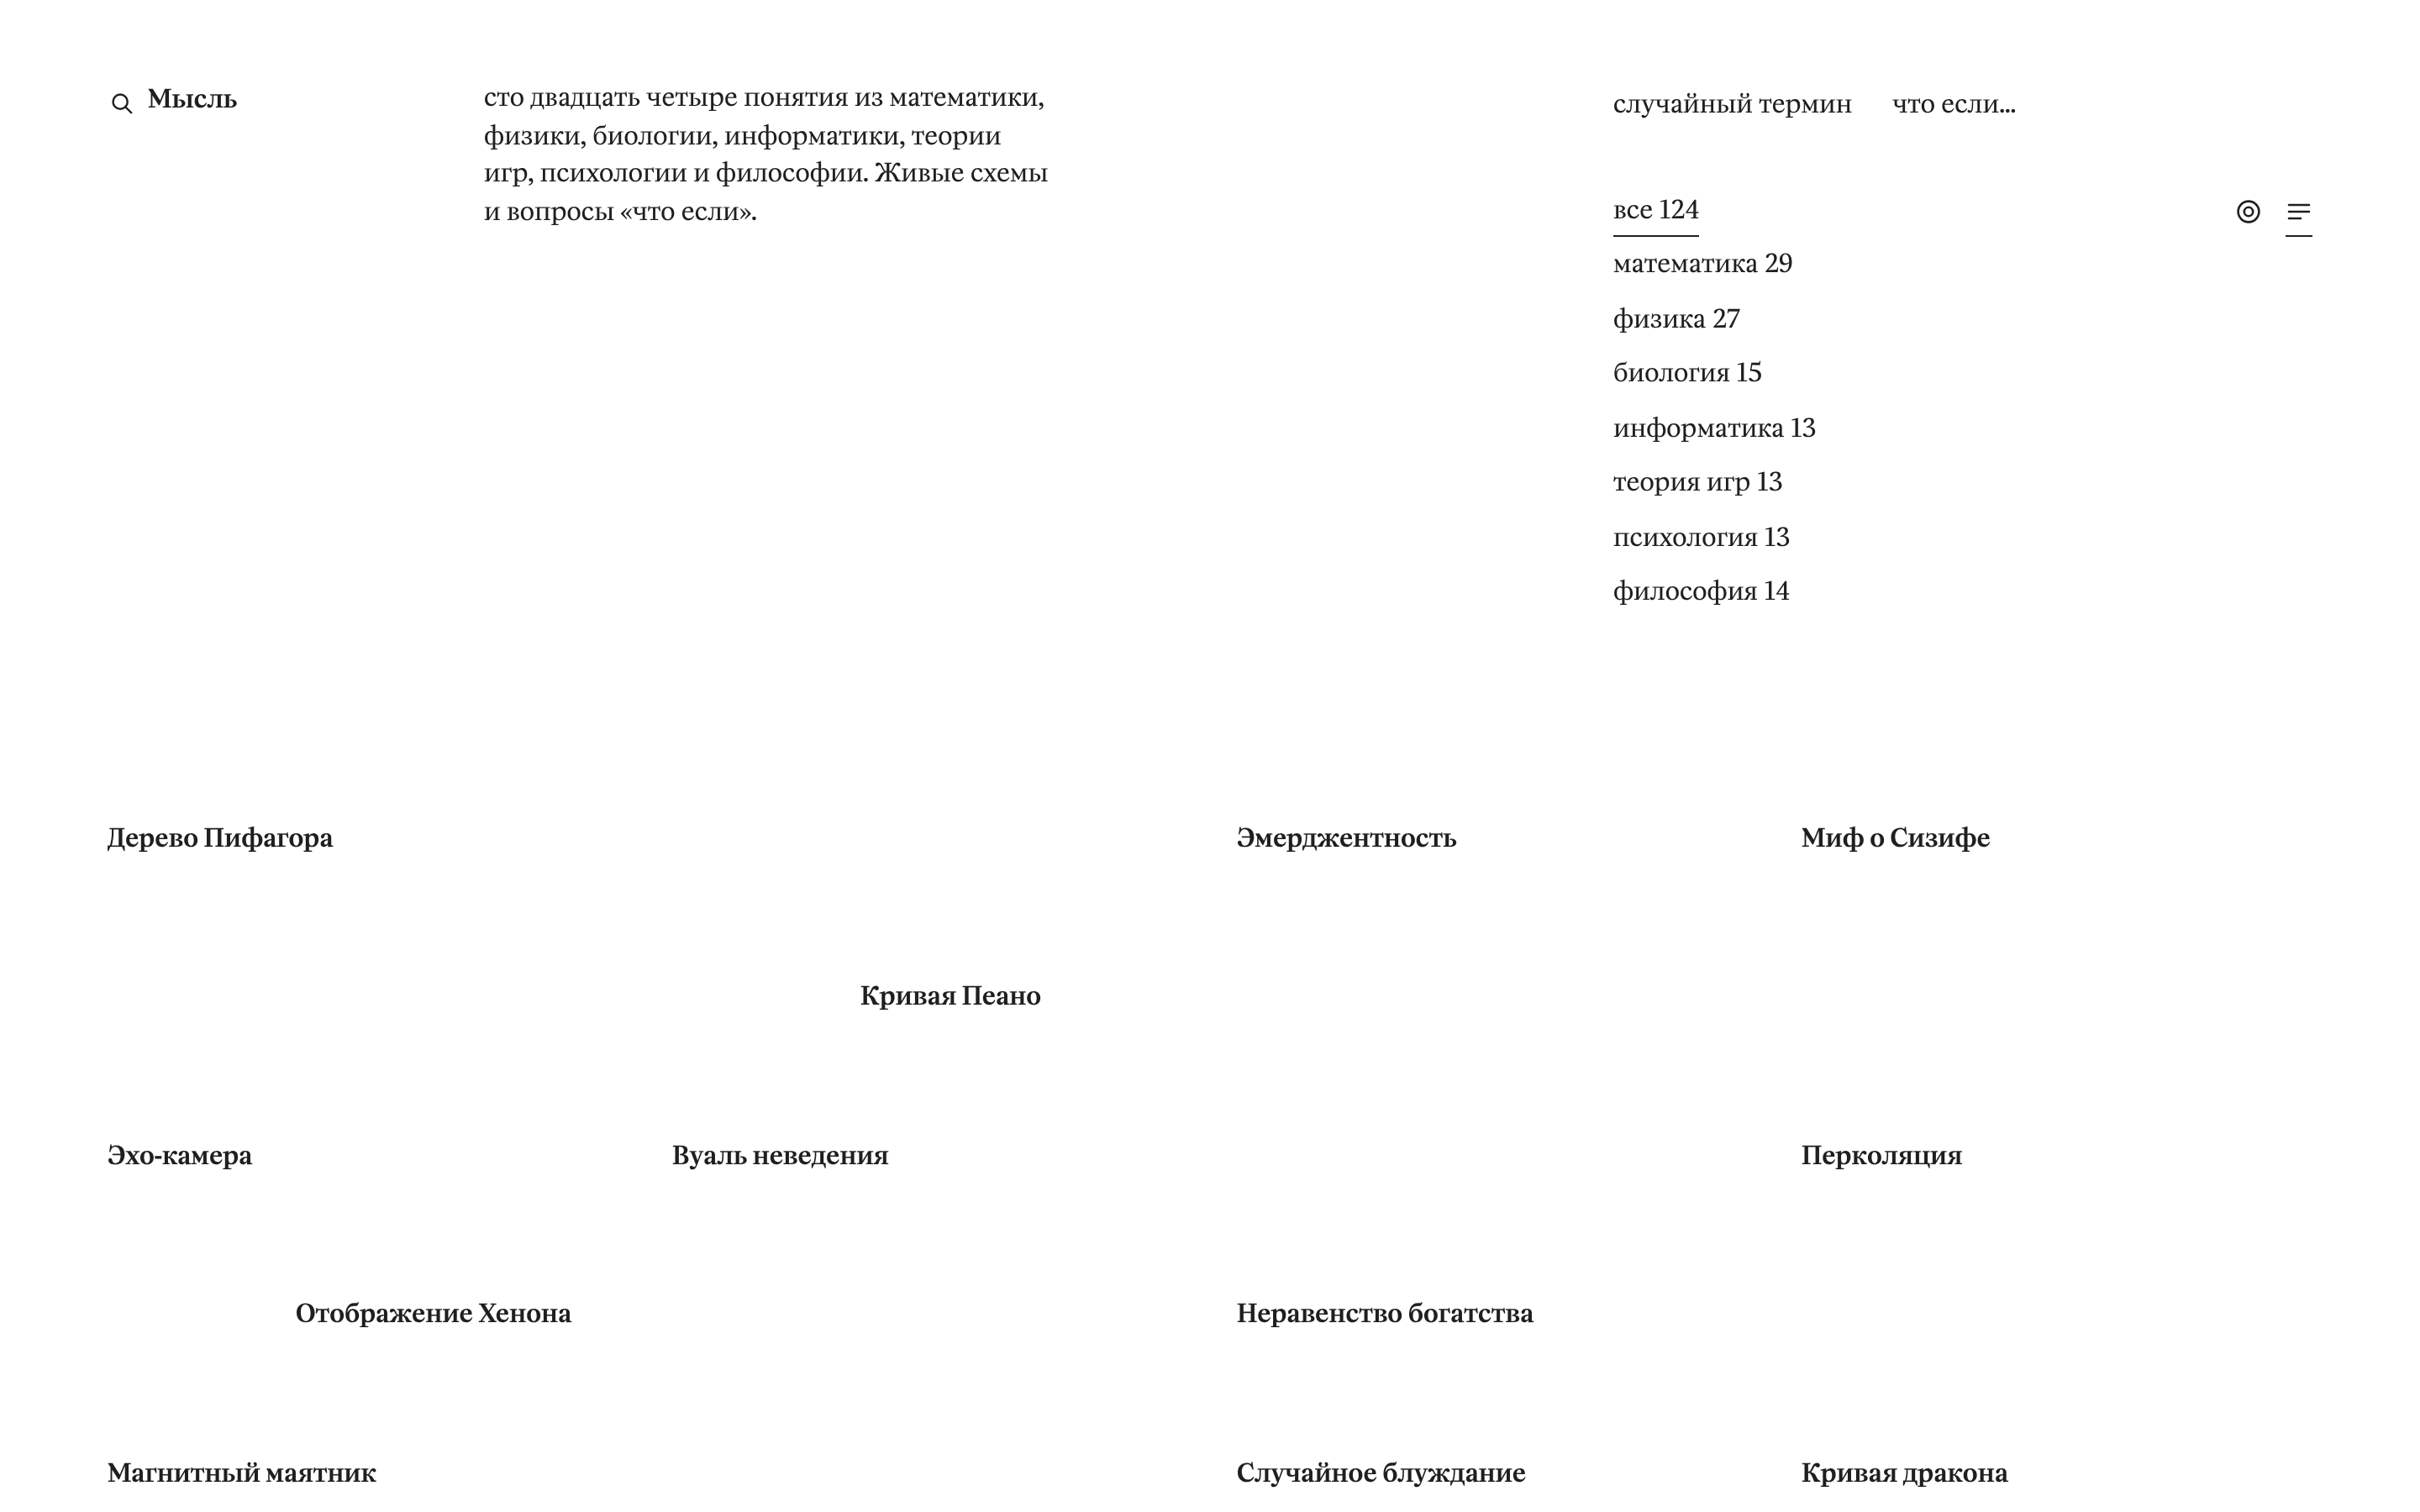 Мысль
сто двадцать четыре понятия из математики,
физики, биологии, информатики, теории
игр, психологии и философии. Живые схемы
и вопросы «что если».
случайный термин что если...
все 124
математика 29
физика 27
биология 15
информатика 13
теория игр 13
психология 13
философия 14
Дерево Пифагора Эмерджентность Миф о Сизифе
Кривая Пеано
Эхо-камера Вуаль неведения Перколяция
Отображение Хенона Неравенство богатства
Магнитный маятник Случайное блуждание Кривая дракона